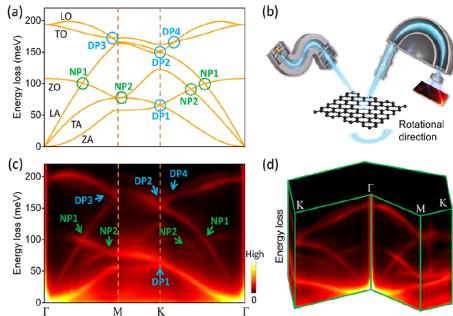 (a)
Energy loss (meV)
200
150
100
50
0
LO
TO
ZO
LA
TA
ZA
DP3
DP4
DP2
NP1
NP2
NP1
NP2
DP1
(b)
Rotational
direction
(c)
Energy loss (meV)
200
150
100
50
0
DP2
DP4
DP3
NP1
NP2
NP2
NP1
DP1
High
0
Γ
M
K
Γ
(d)
Energy loss
K
Γ
M
K